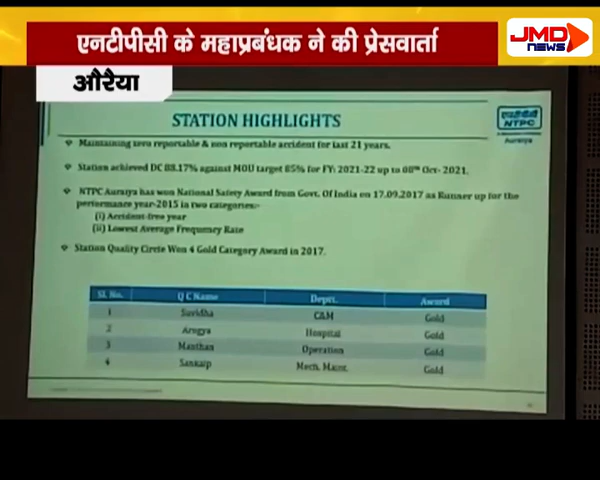 एनटीपीसी के महाप्रबंधक ने की प्रेसवार्ता
JMD
NEWS
औरैया
STATION HIGHLIGHTS
एनटीपीसी
NTPC
Auraiya
Maintaining zero reportable & non reportable accident for last 21 years.
Station achieved DC 88.17% against MOU target 85% for FY: 2021-22 up to 08th Oct- 2021.
NTPC Auraiya has won National Safety Award from Govt. Of India on 17.09.2017 as Runner up for the
performance year-2015 in two categories:-
(i) Accident-free year
(ii) Lowest Average Frequency Rate
Station Quality Circle Won 4 Gold Category Award in 2017.
Sl. No. Q C Name Deptt. Award
1 Suvidha C&M Gold
2 Arogya Hospital Gold
3 Manthan Operation Gold
4 Sankalp Mech. Maint. Gold